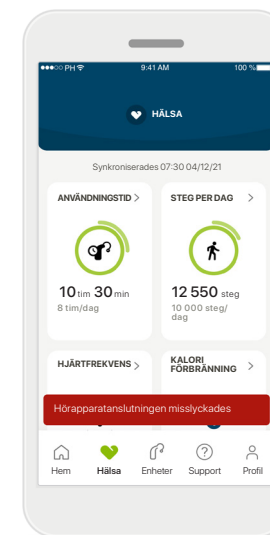 PH 9:41 AM 100 %
HÄLSA
Synkroniserades 07:30 04/12/21
ANVÄNDNINGSTID
10 tim 30 min
8 tim/dag
STEG PER DAG
12 550 steg
10 000 steg/
dag
HJÄRTFREKVENS
KALORI
FÖRBRÄNNING
Hörapparatanslutningen misslyckades
Hem Hälsa Enheter Support Profil